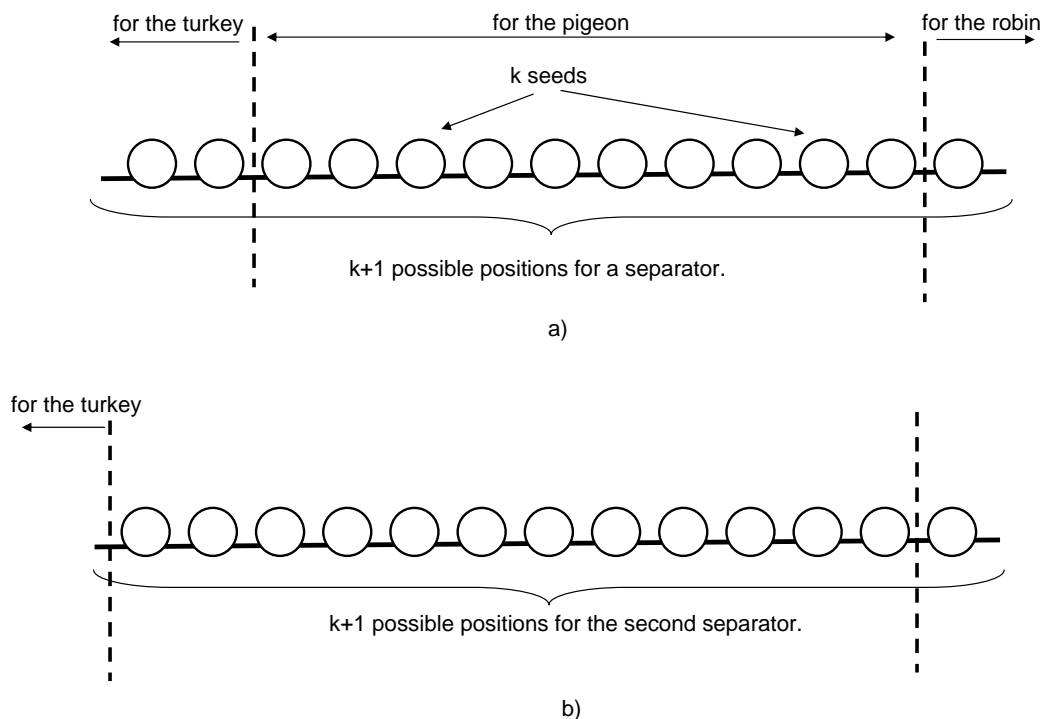 for the turkey
for the pigeon
for the robin
k seeds
k+1 possible positions for a separator.
a)
for the turkey
k+1 possible positions for the second separator.
b)